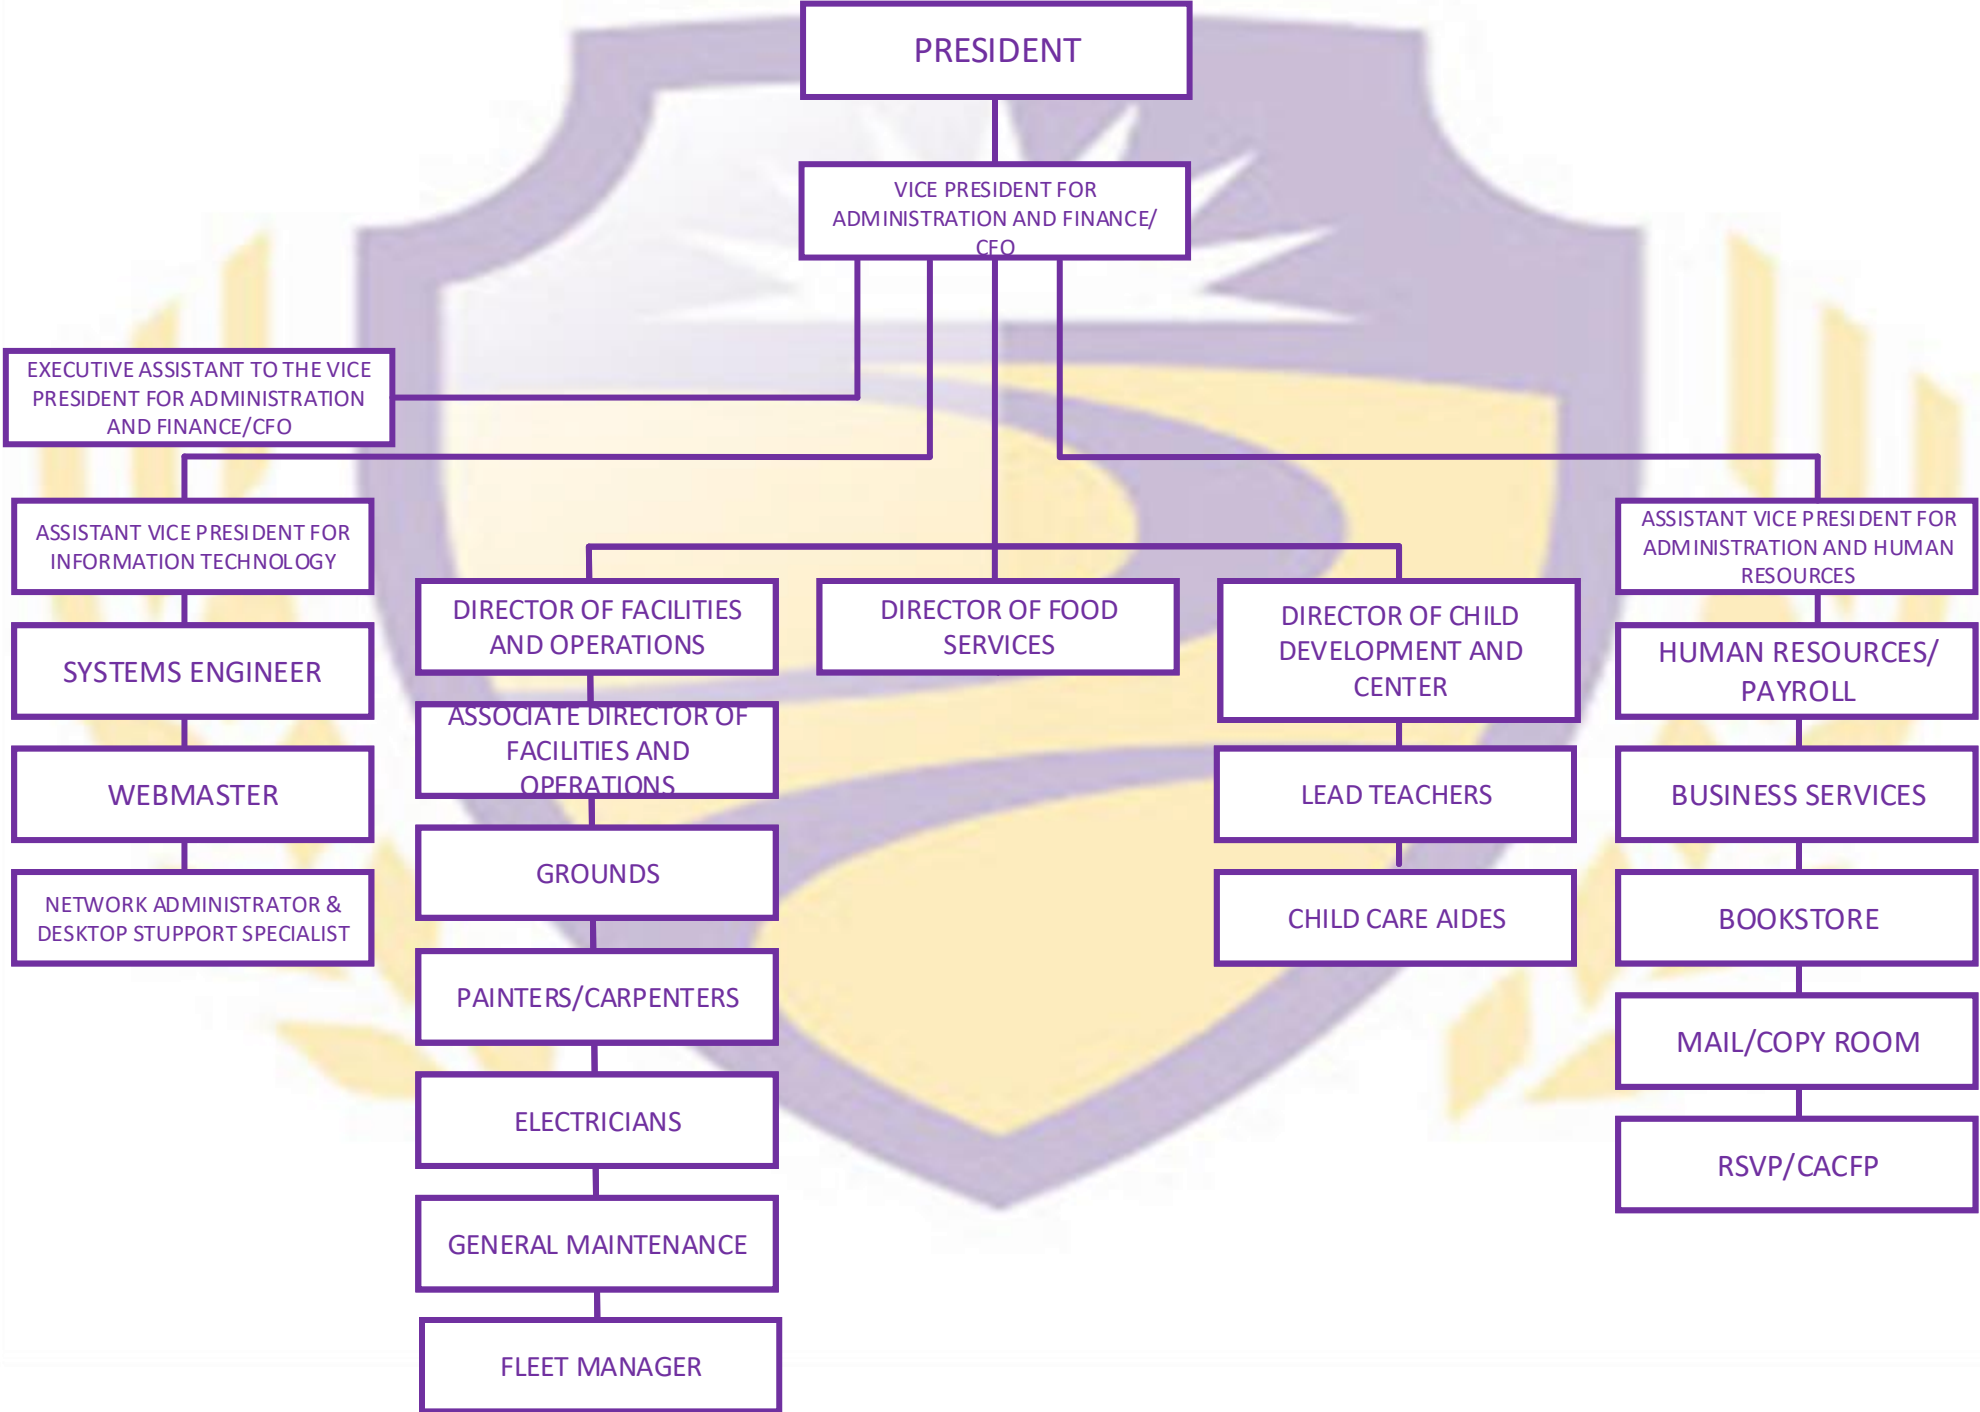 PRESIDENT
VICE PRESIDENT FOR
ADMINISTRATION AND FINANCE/
CFO
EXECUTIVE ASSISTANT TO THE VICE
PRESIDENT FOR ADMINISTRATION
AND FINANCE/CFO
ASSISTANT VICE PRESIDENT FOR
INFORMATION TECHNOLOGY
SYSTEMS ENGINEER
WEBMASTER
NETWORK ADMINISTRATOR &
DESKTOP STUPPORT SPECIALIST
DIRECTOR OF FACILITIES
AND OPERATIONS
ASSOCIATE DIRECTOR OF
FACILITIES AND
OPERATIONS
GROUNDS
PAINTERS/CARPENTERS
ELECTRICIANS
GENERAL MAINTENANCE
FLEET MANAGER
DIRECTOR OF FOOD
SERVICES
DIRECTOR OF CHILD
DEVELOPMENT AND
CENTER
LEAD TEACHERS
CHILD CARE AIDES
ASSISTANT VICE PRESIDENT FOR
ADMINISTRATION AND HUMAN
RESOURCES
HUMAN RESOURCES/
PAYROLL
BUSINESS SERVICES
BOOKSTORE
MAIL/COPY ROOM
RSVP/CACFP